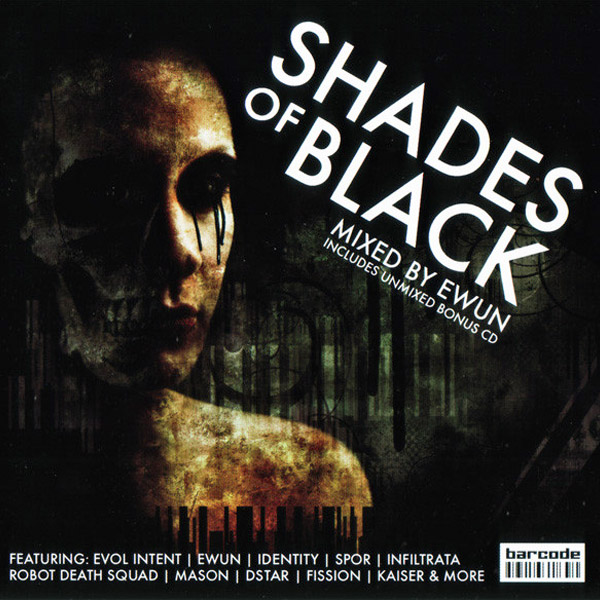 SHADES
OF BLACK
MIXED BY EWUN
INCLUDES UNMIXED BONUS CD
FEATURING: EVOL INTENT | EWUN | IDENTITY | SPOR | INFILTRATA
ROBOT DEATH SQUAD | MASON | DSTAR | FISSION | KAISER & MORE
barcode